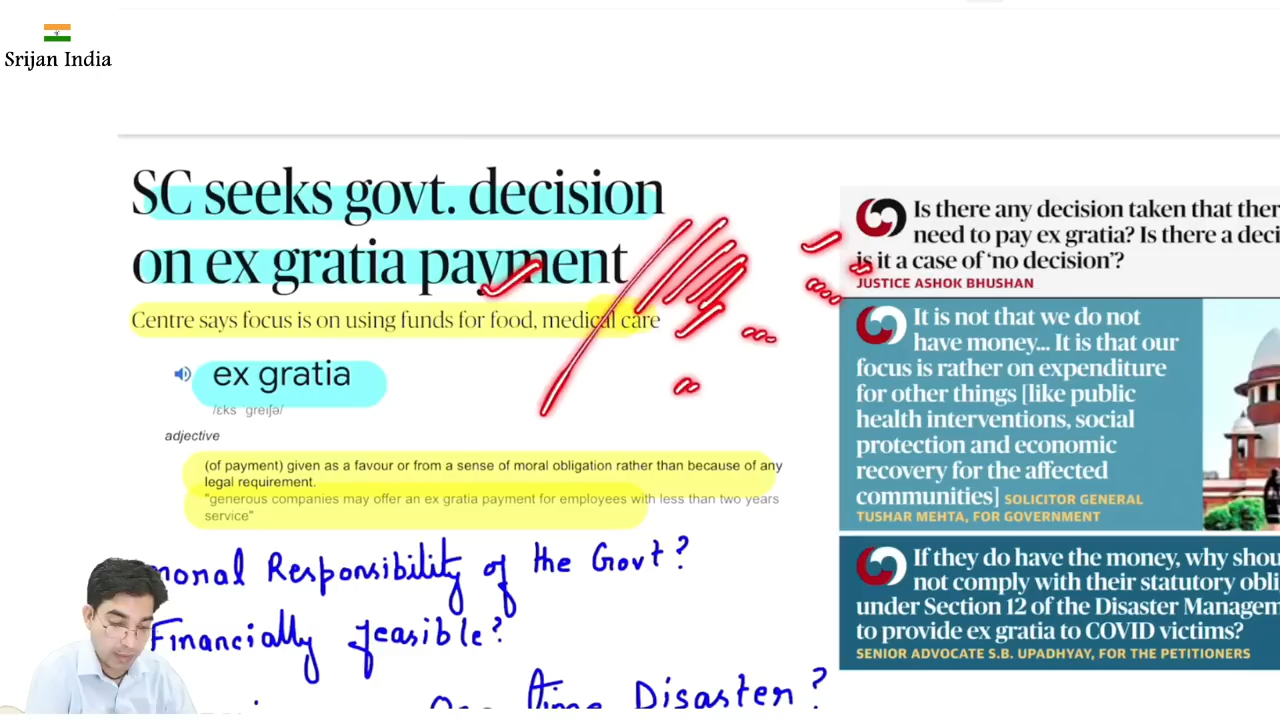 Srijan India
SC seeks govt. decision
on ex gratia payment
Centre says focus is on using funds for food, medical care
ex gratia
/ɛks ˈɡreɪʃə/
adjective
(of payment) given as a favour or from a sense of moral obligation rather than because of any
legal requirement.
"generous companies may offer an ex gratia payment for employees with less than two years
service"
Responsibility of the Govt?
Financially feasible?
time Disaster?
Is there any decision taken that
need to pay ex gratia? Is there a
is it a case of ‘no decision’?
JUSTICE ASHOK BHUSHAN
It is not that we do not
have money... It is that our
focus is rather on expenditure
for other things [like public
health interventions, social
protection and economic
recovery for the affected
communities] SOLICITOR GENERAL
TUSHAR MEHTA, FOR GOVERNMENT
If they do have the money, why
not comply with their statutory
under Section 12 of the Disaster
to provide ex gratia to COVID victims?
SENIOR ADVOCATE S.B. UPADHYAY, FOR THE PETITIONERS